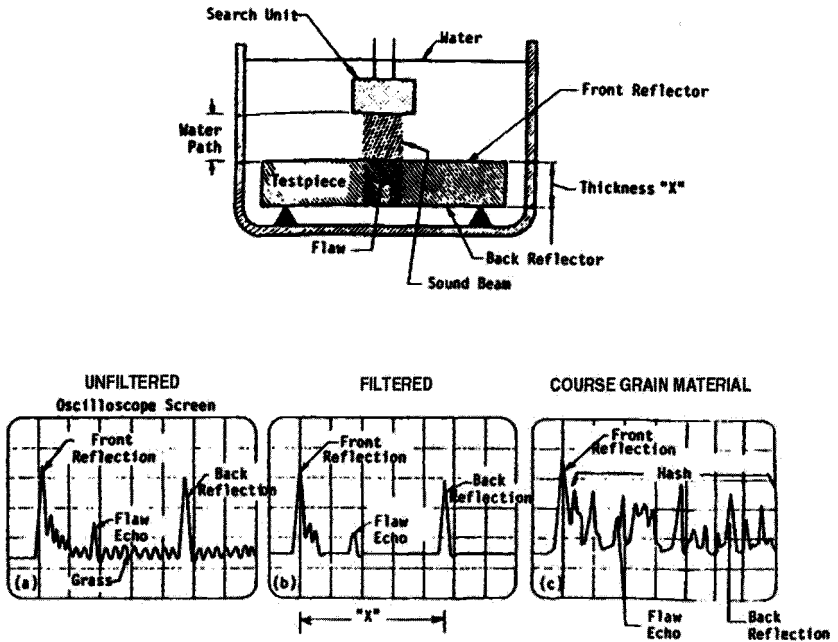 Search Unit
Water
Front Reflector
Water
Path
Testpiece
Thickness "X"
Flaw
Back Reflector
Sound Beam
UNFILTERED
FILTERED
COURSE GRAIN MATERIAL
Oscilloscope Screen
Front
Reflection
Back
Reflection
Flaw
Echo
Grass
(a)
Front
Reflection
Back
Reflection
Flaw
Echo
(b)
"X"
Front
Reflection
Hash
(c)
Flaw
Echo
Back
Reflection